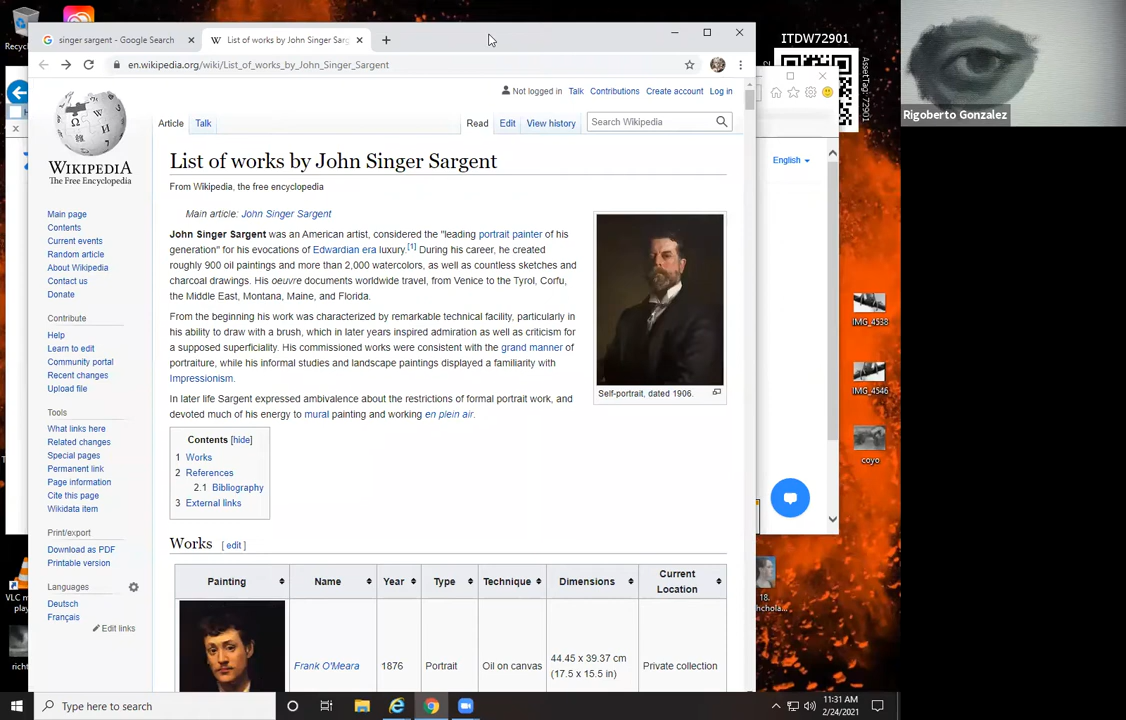 singer sargent - Google Search
List of works by John Singer Sarg
en.wikipedia.org/wiki/List_of_works_by_John_Singer_Sargent
Not logged in Talk Contributions Create account Log in
Article Talk Read Edit View history Search Wikipedia
WIKIPEDIA
The Free Encyclopedia
Main page
Contents
Current events
Random article
About Wikipedia
Contact us
Donate
Contribute
Help
Learn to edit
Community portal
Recent changes
Upload file
Tools
What links here
Related changes
Special pages
Permanent link
Page information
Cite this page
Wikidata item
Print/export
Download as PDF
Printable version
Languages
Deutsch
Français
Edit links
List of works by John Singer Sargent
From Wikipedia, the free encyclopedia
Main article: John Singer Sargent
John Singer Sargent was an American artist, considered the "leading portrait painter of his
generation" for his evocations of Edwardian era luxury.[1] During his career, he created
roughly 900 oil paintings and more than 2,000 watercolors, as well as countless sketches and
charcoal drawings. His oeuvre documents worldwide travel, from Venice to the Tyrol, Corfu,
the Middle East, Montana, Maine, and Florida.
From the beginning his work was characterized by remarkable technical facility, particularly in
his ability to draw with a brush, which in later years inspired admiration as well as criticism for
a supposed superficiality. His commissioned works were consistent with the grand manner of
portraiture, while his informal studies and landscape paintings displayed a familiarity with
Impressionism.
In later life Sargent expressed ambivalence about the restrictions of formal portrait work, and
devoted much of his energy to mural painting and working en plein air.
Self-portrait, dated 1906.
Contents [hide]
1 Works
2 References
2.1 Bibliography
3 External links
Works [ edit ]
Painting Name Year Type Technique Dimensions Current
Location
Frank O'Meara 1876 Portrait Oil on canvas 44.45 x 39.37 cm
(17.5 x 15.5 in) Private collection
ITDW72901
AssetTag: 72901
English
IMG_4538
IMG_4546
coyo
18.
Rigoberto Gonzalez
VLC m
play
richt
Type here to search
11:31 AM
2/24/2021